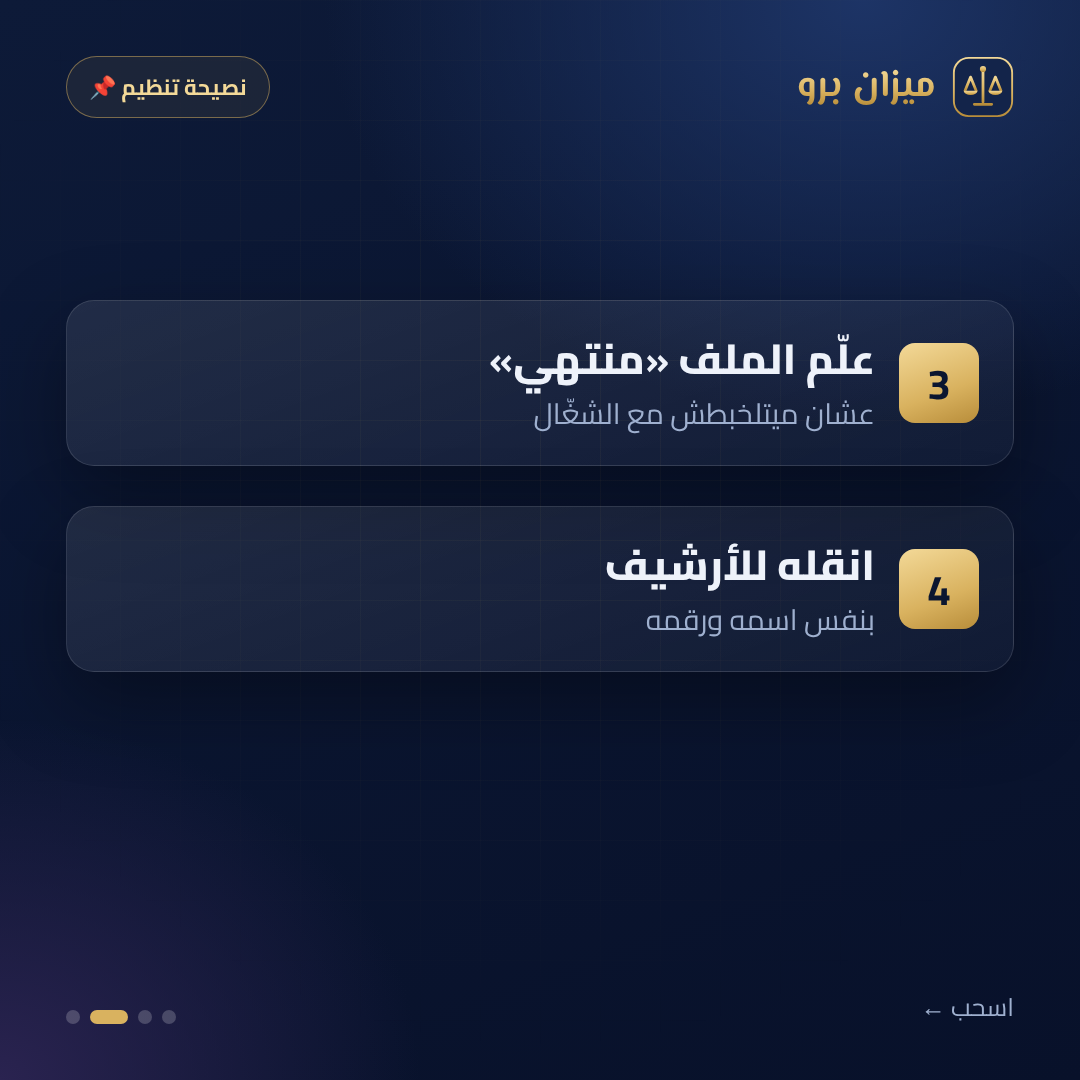 ميزان برو
نصيحة تنظيم 📌
3
علّم الملف «منتهي»
عشان ميتلخبطش مع الشغّال
4
انقله للأرشيف
بنفس اسمه ورقمه
اسحب ←